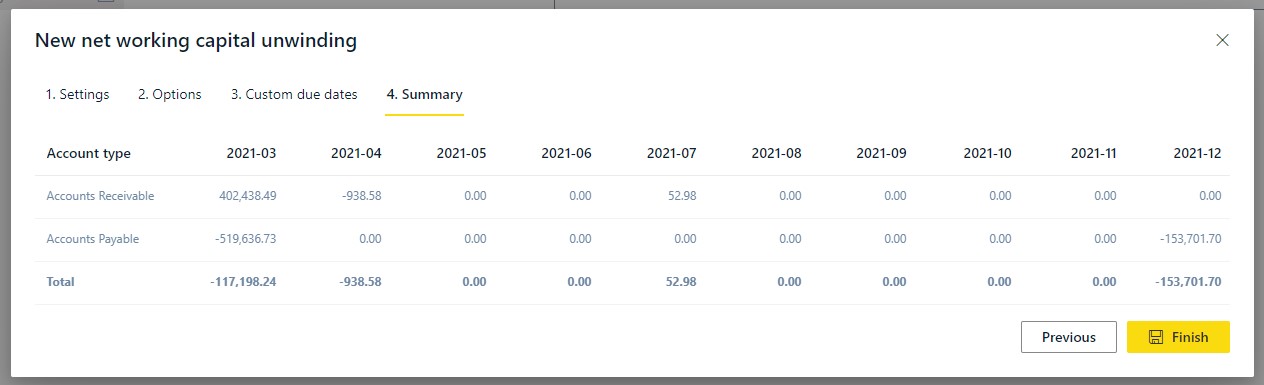 New net working capital unwinding
1. Settings 2. Options 3. Custom due dates 4. Summary
Account type 2021-03 2021-04 2021-05 2021-06 2021-07 2021-08 2021-09 2021-10 2021-11 2021-12
Accounts Receivable 402,438.49 -938.58 0.00 0.00 52.98 0.00 0.00 0.00 0.00 0.00
Accounts Payable -519,636.73 0.00 0.00 0.00 0.00 0.00 0.00 0.00 0.00 -153,701.70
Total -117,198.24 -938.58 0.00 0.00 52.98 0.00 0.00 0.00 0.00 -153,701.70
Previous Finish